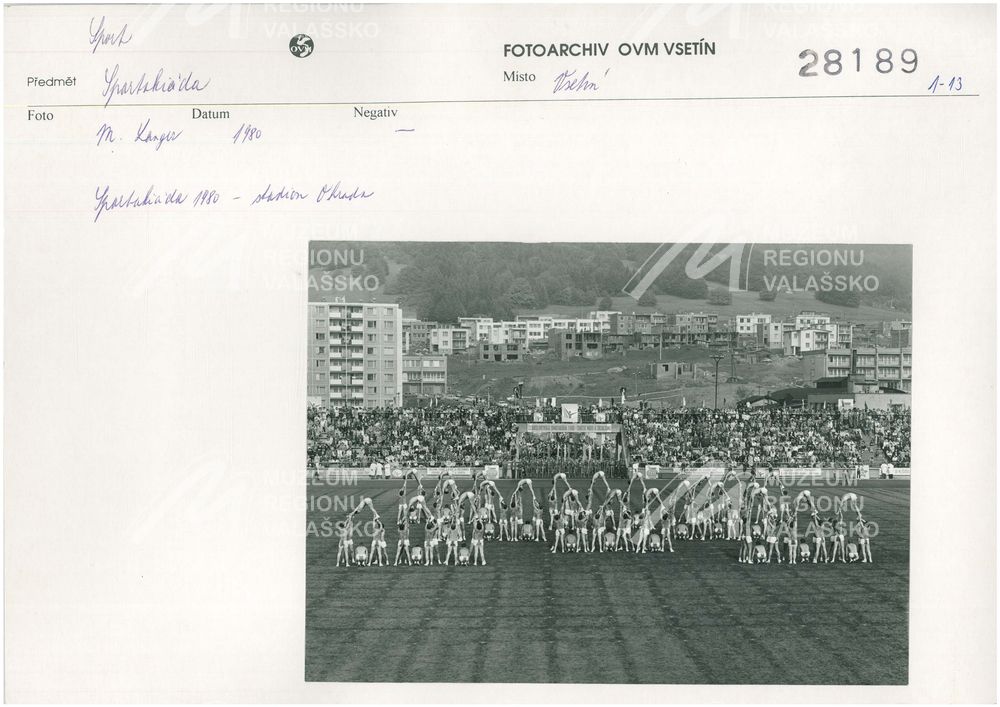 Sport
OVM
FOTOARCHIV OVM VSETÍN
28189
Předmět Spartakiáda
Místo Vsetín
1-13
Foto Datum Negativ
M. Langer 1980 —
Spartakiáda 1980 – stadion Ohrada
MUZEUM REGIONU VALAŠSKO